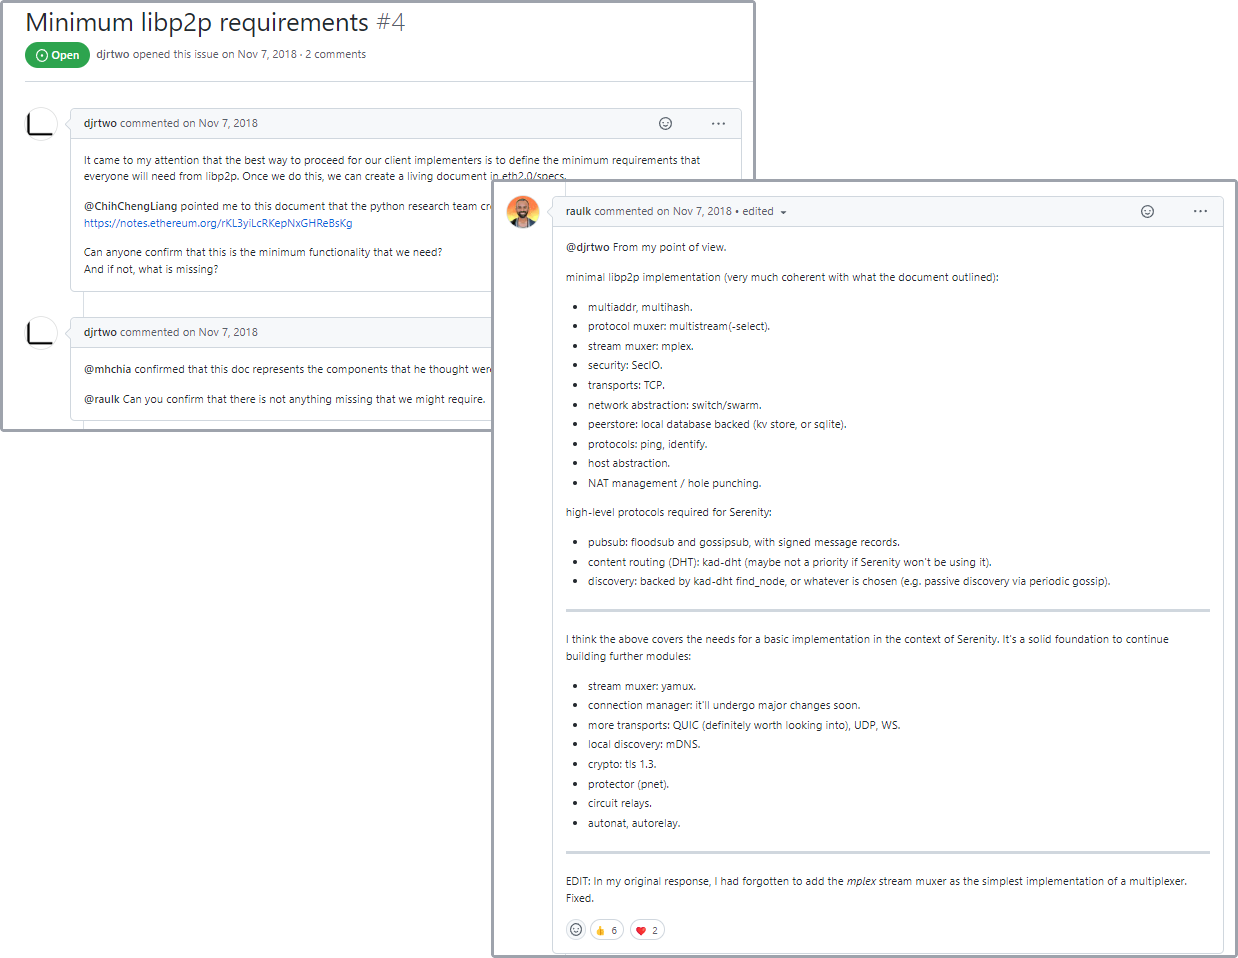 Minimum libp2p requirements #4
Open djrtwo opened this issue on Nov 7, 2018 · 2 comments
djrtwo commented on Nov 7, 2018
It came to my attention that the best way to proceed for our client implementers is to define the minimum requirements that
everyone will need from libp2p. Once we do this, we can create a living document in eth2.0/specs.
@ChihChengLiang pointed me to this document that the python research team
https://notes.ethereum.org/rKL3yiLcRKepNxGHReBsKg
Can anyone confirm that this is the minimum functionality that we need?
And if not, what is missing?
djrtwo commented on Nov 7, 2018
@mhchia confirmed that this doc represents the components that he thought were
@raulk Can you confirm that there is not anything missing that we might require.
raulk commented on Nov 7, 2018 • edited
@djrtwo From my point of view.
minimal libp2p implementation (very much coherent with what the document outlined):
• multiaddr, multihash.
• protocol muxer: multistream(-select).
• stream muxer: mplex.
• security: SecIO.
• transports: TCP.
• network abstraction: switch/swarm.
• peerstore: local database backed (kv store, or sqlite).
• protocols: ping, identify.
• host abstraction.
• NAT management / hole punching.
high-level protocols required for Serenity:
• pubsub: floodsub and gossipsub, with signed message records.
• content routing (DHT): kad-dht (maybe not a priority if Serenity won't be using it).
• discovery: backed by kad-dht find_node, or whatever is chosen (e.g. passive discovery via periodic gossip).
I think the above covers the needs for a basic implementation in the context of Serenity. It's a solid foundation to continue
building further modules:
• stream muxer: yamux.
• connection manager: it'll undergo major changes soon.
• more transports: QUIC (definitely worth looking into), UDP, WS.
• local discovery: mDNS.
• crypto: tls 1.3.
• protector (pnet).
• circuit relays.
• autonat, autorelay.
EDIT: In my original response, I had forgotten to add the mplex stream muxer as the simplest implementation of a multiplexer.
Fixed.
6 2